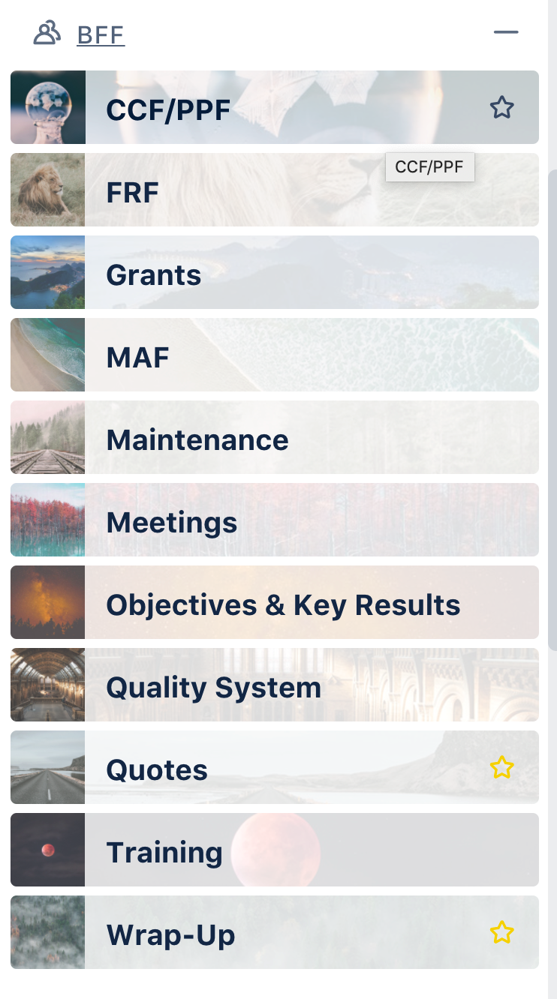 BFF
CCF/PPF
CCF/PPF
FRF
Grants
MAF
Maintenance
Meetings
Objectives & Key Results
Quality System
Quotes
Training
Wrap-Up